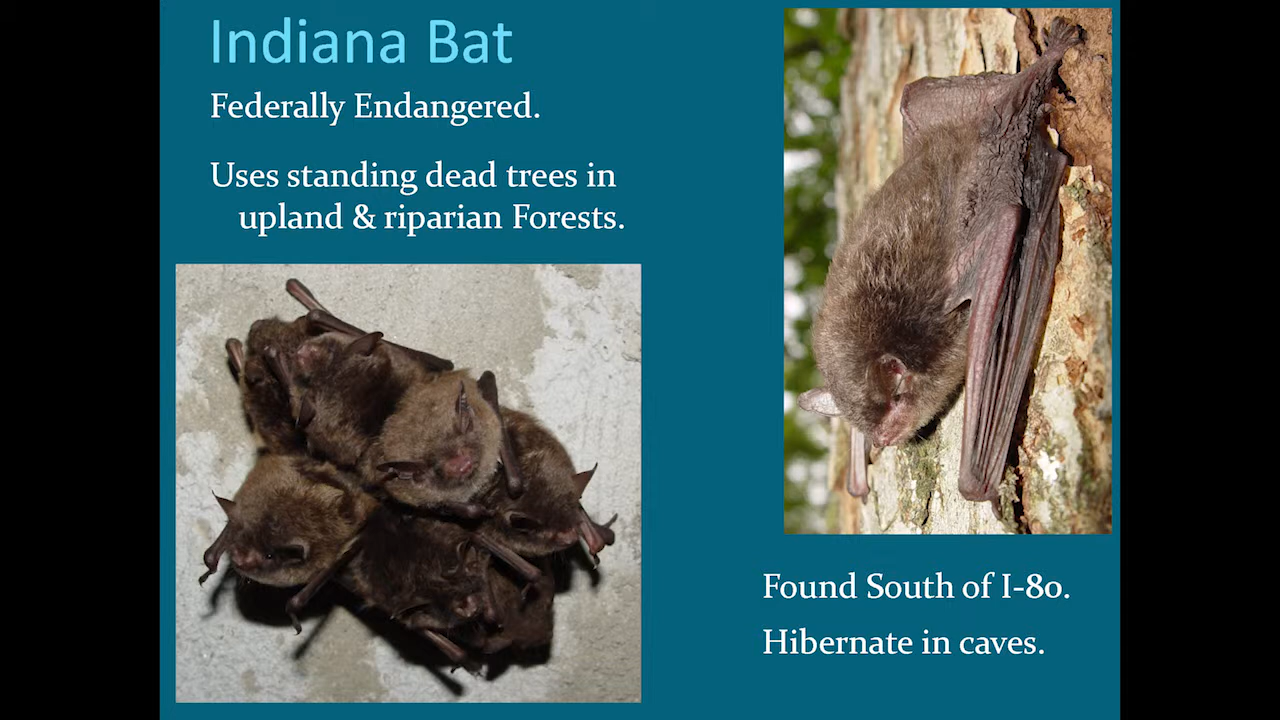 Indiana Bat
Federally Endangered.
Uses standing dead trees in
upland & riparian Forests.
Found South of I-80.
Hibernate in caves.